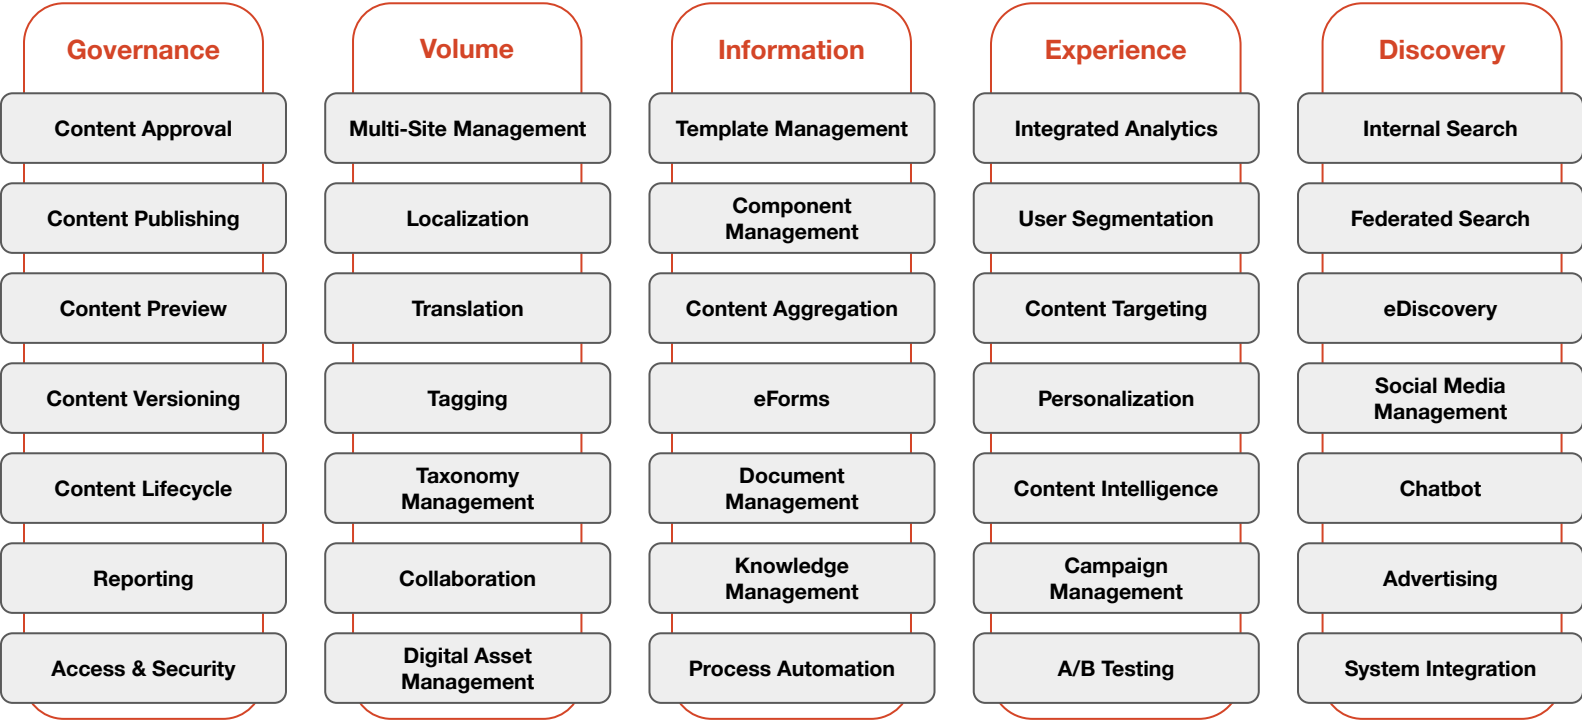 Governance
Content Approval
Content Publishing
Content Preview
Content Versioning
Content Lifecycle
Reporting
Access & Security
Volume
Multi-Site Management
Localization
Translation
Tagging
Taxonomy
Management
Collaboration
Digital Asset
Management
Information
Template Management
Component
Management
Content Aggregation
eForms
Document
Management
Knowledge
Management
Process Automation
Experience
Integrated Analytics
User Segmentation
Content Targeting
Personalization
Content Intelligence
Campaign
Management
A/B Testing
Discovery
Internal Search
Federated Search
eDiscovery
Social Media
Management
Chatbot
Advertising
System Integration